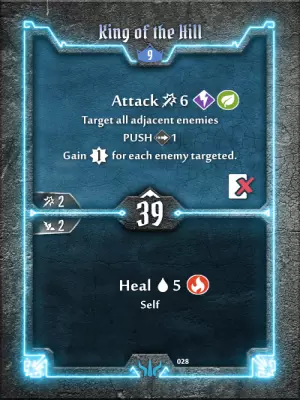 King of the Hill
9
Attack 6
Target all adjacent enemies
PUSH 1
Gain 1 for each enemy targeted.
2
39
2
Heal 5
Self
028